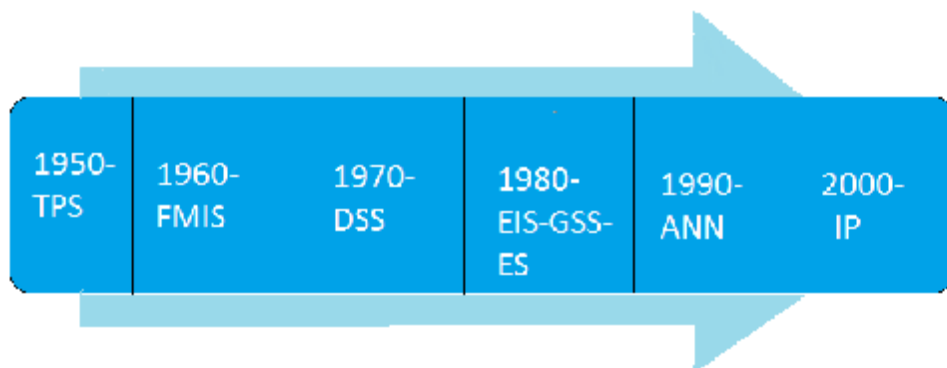 1950-
TPS
1960-
FMIS
1970-
DSS
1980-
EIS-GSS-
ES
1990-
ANN
2000-
IP